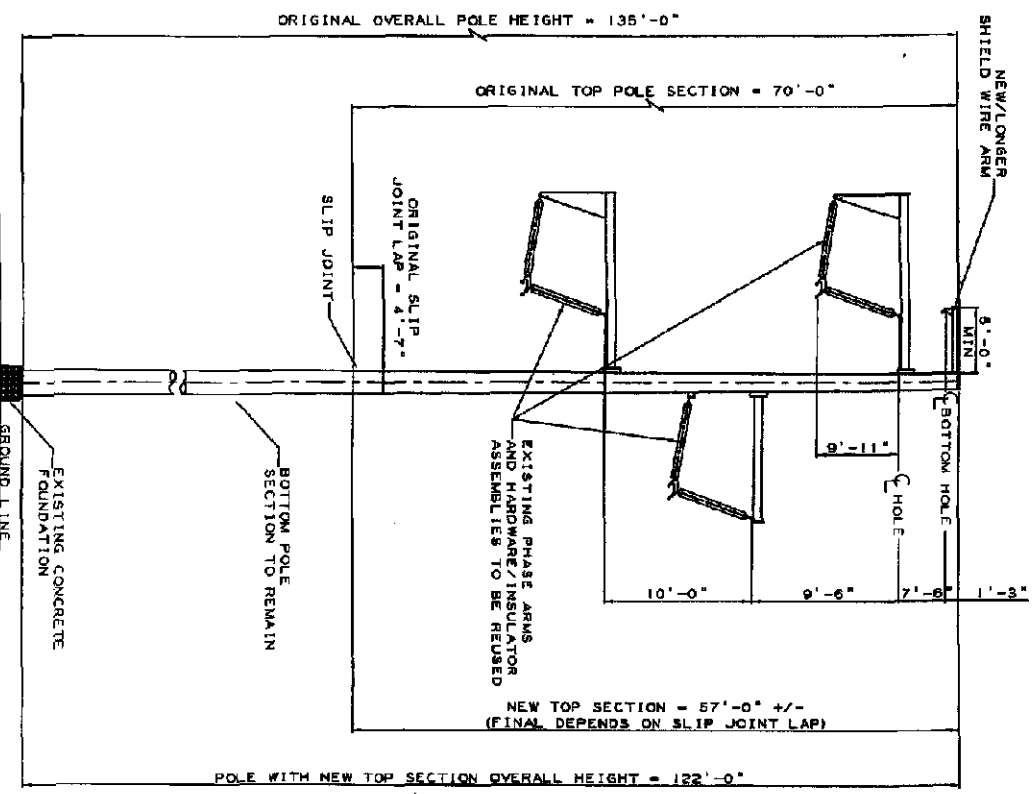 ORIGINAL OVERALL POLE HEIGHT = 135'-0"
ORIGINAL TOP POLE SECTION = 70'-0"
NEW/LONGER
SHIELD WIRE ARM
5'-0"
MIN
ORIGINAL SLIP
JOINT LAP = 4'-7"
SLIP JOINT
℄ BOTTOM HOLE
℄ HOLE
9'-11"
10'-0"
9'-6"
7'-6"
1'-3"
EXISTING PHASE ARMS
AND HARDWARE/INSULATOR
ASSEMBLIES TO BE REUSED
BOTTOM POLE
SECTION TO REMAIN
EXISTING CONCRETE
FOUNDATION
GROUND LINE
NEW TOP SECTION = 57'-0" +/-
(FINAL DEPENDS ON SLIP JOINT LAP)
POLE WITH NEW TOP SECTION OVERALL HEIGHT = 122'-0"